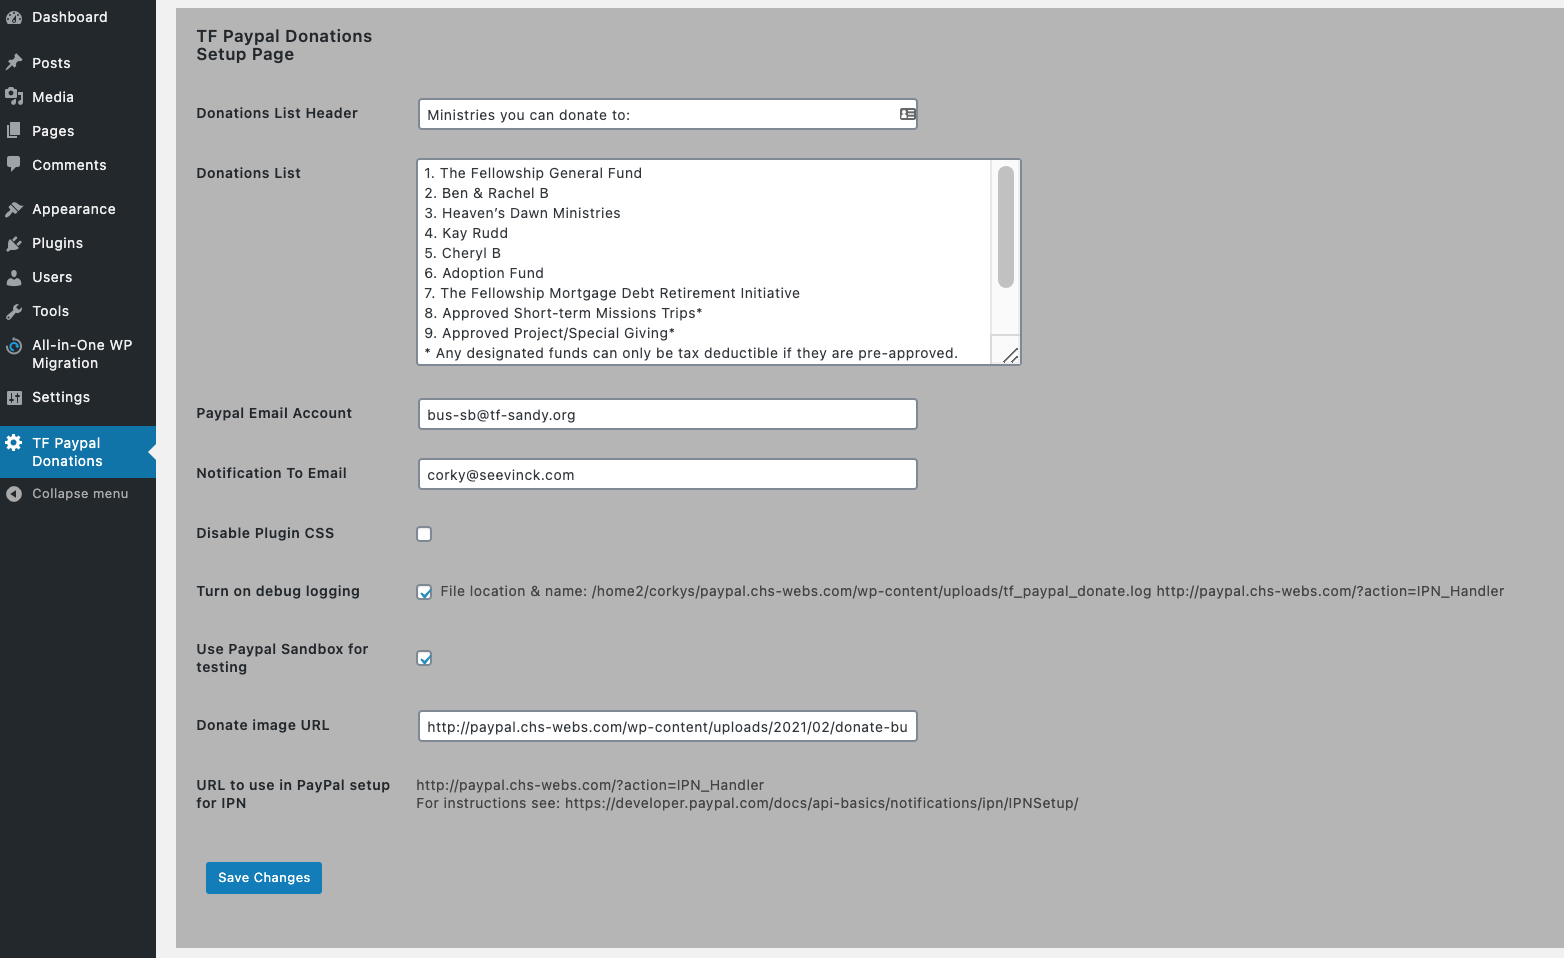 Dashboard
Posts
Media
Pages
Comments
Appearance
Plugins
Users
Tools
All-in-One WP
Migration
Settings
TF Paypal
Donations
Collapse menu
TF Paypal Donations
Setup Page
Donations List Header
Ministries you can donate to:
Donations List
1. The Fellowship General Fund
2. Ben & Rachel B
3. Heaven’s Dawn Ministries
4. Kay Rudd
5. Cheryl B
6. Adoption Fund
7. The Fellowship Mortgage Debt Retirement Initiative
8. Approved Short-term Missions Trips*
9. Approved Project/Special Giving*
* Any designated funds can only be tax deductible if they are pre-approved.
Paypal Email Account
bus-sb@tf-sandy.org
Notification To Email
corky@seevinck.com
Disable Plugin CSS
Turn on debug logging
File location & name: /home2/corkys/paypal.chs-webs.com/wp-content/uploads/tf_paypal_donate.log http://paypal.chs-webs.com/?action=IPN_Handler
Use Paypal Sandbox for
testing
Donate image URL
http://paypal.chs-webs.com/wp-content/uploads/2021/02/donate-bu
URL to use in PayPal setup
for IPN
http://paypal.chs-webs.com/?action=IPN_Handler
For instructions see: https://developer.paypal.com/docs/api-basics/notifications/ipn/IPNSetup/
Save Changes